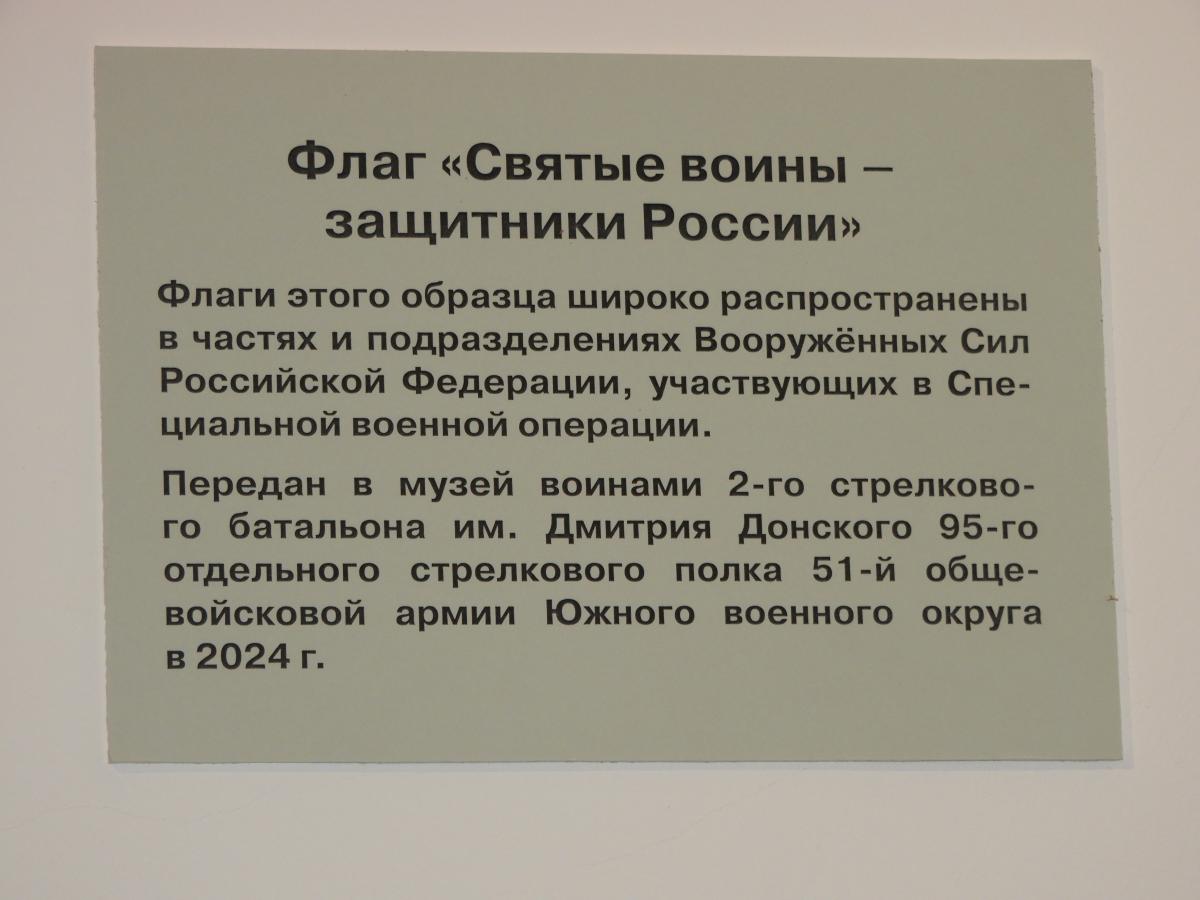 Флаг «Святые воины –
защитники России»
Флаги этого образца широко распространены
в частях и подразделениях Вооружённых Сил
Российской Федерации, участвующих в Спе-
циальной военной операции.
Передан в музей воинами 2-го стрелково-
го батальона им. Дмитрия Донского 95-го
отдельного стрелкового полка 51-й обще-
войсковой армии Южного военного округа
в 2024 г.